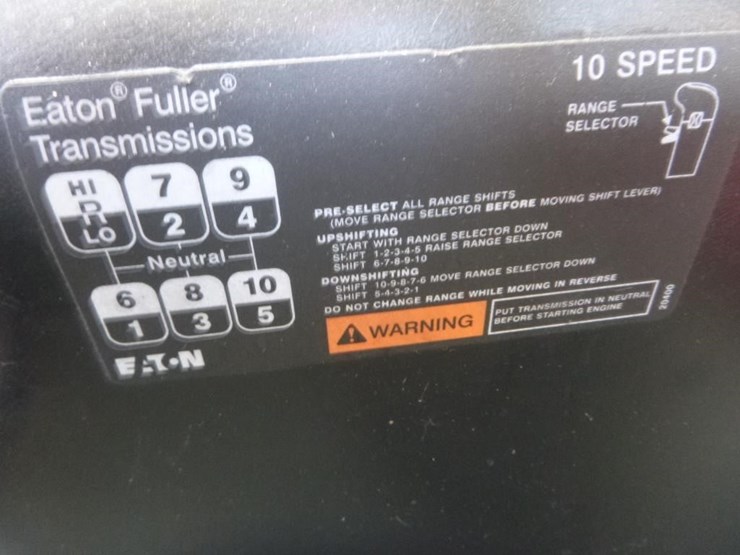 Eaton® Fuller®
Transmissions
10 SPEED
RANGE
SELECTOR
HI 7 9
R
LO 2 4
Neutral
6 8 10
1 3 5
EAT•N
PRE-SELECT ALL RANGE SHIFTS
(MOVE RANGE SELECTOR BEFORE MOVING SHIFT LEVER)
UPSHIFTING
START WITH RANGE SELECTOR DOWN
SHIFT 1-2-3-4-5 RAISE RANGE SELECTOR
SHIFT 6-7-8-9-10
DOWNSHIFTING
SHIFT 10-9-8-7-6 MOVE RANGE SELECTOR DOWN
SHIFT 5-4-3-2-1
DO NOT CHANGE RANGE WHILE MOVING IN REVERSE
WARNING
PUT TRANSMISSION IN NEUTRAL
BEFORE STARTING ENGINE
20400